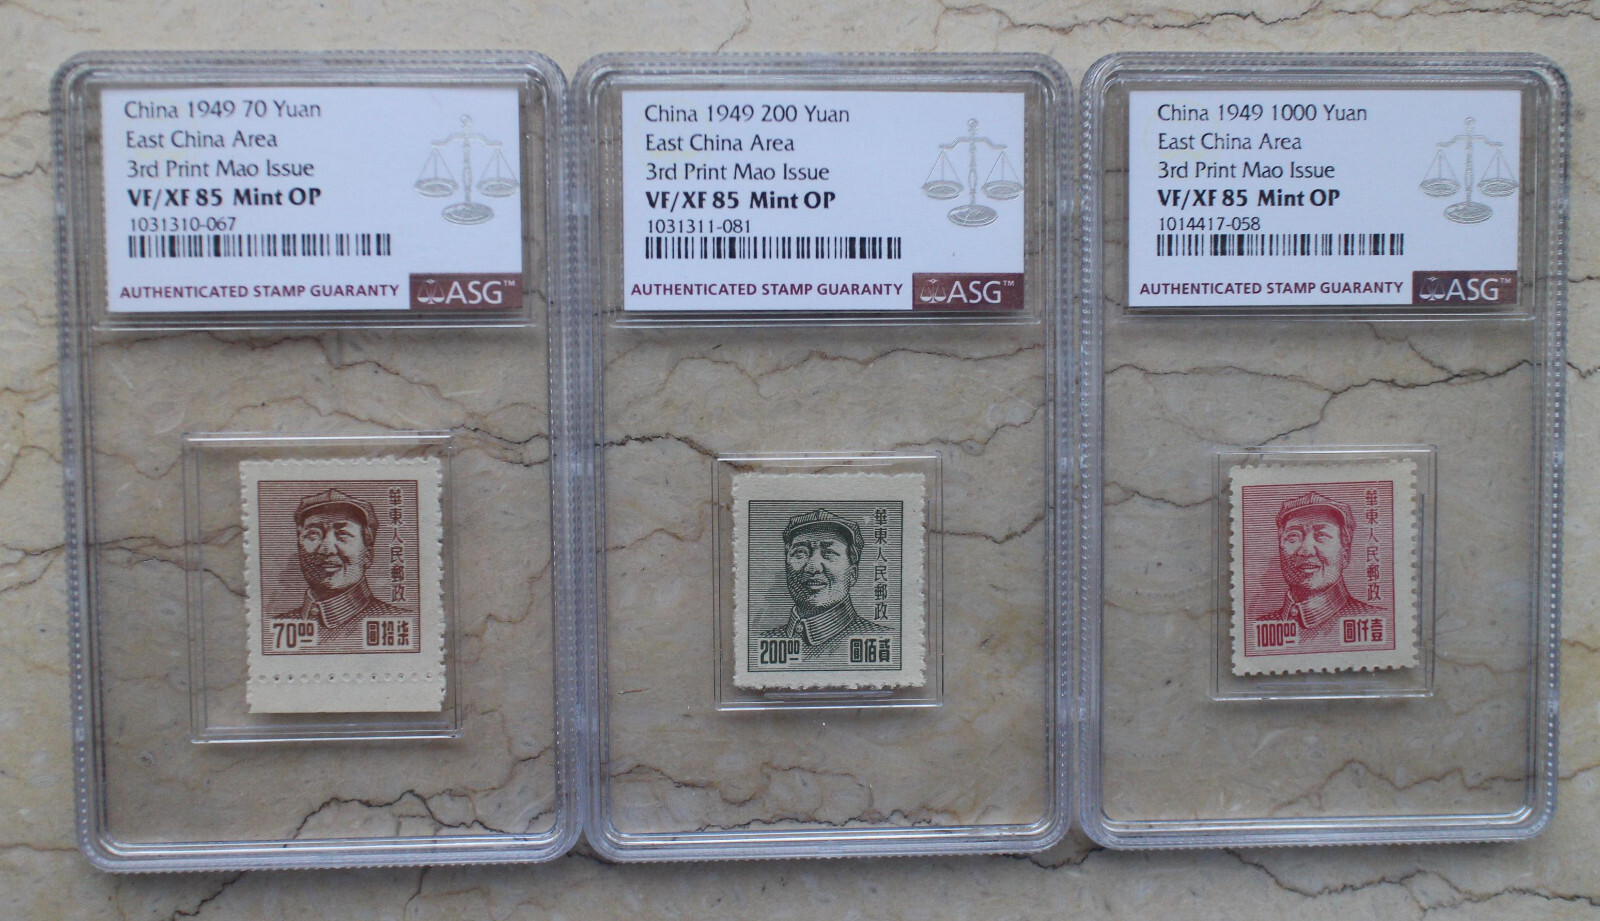 China 1949 70 Yuan
East China Area
3rd Print Mao Issue
VF/XF 85 Mint OP
1031310-067
AUTHENTICATED STAMP GUARANTY
ASG™
華東人民郵政
70.00
圓拾柒
China 1949 200 Yuan
East China Area
3rd Print Mao Issue
VF/XF 85 Mint OP
1031311-081
AUTHENTICATED STAMP GUARANTY
ASG™
華東人民郵政
200.00
圓佰貳
China 1949 1000 Yuan
East China Area
3rd Print Mao Issue
VF/XF 85 Mint OP
1014417-058
AUTHENTICATED STAMP GUARANTY
ASG™
華東人民郵政
1000.00
圓仟壹